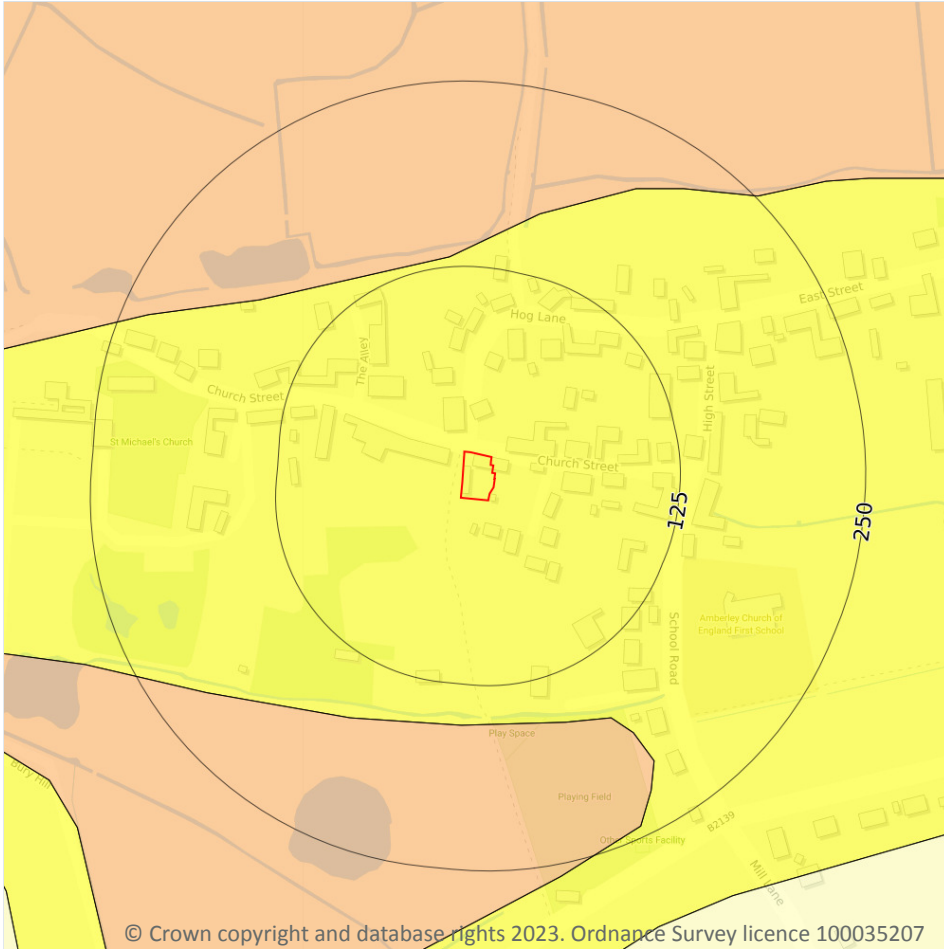 Hog Lane
East Street
The Alley
Church Street
High Street
St Michael's Church
Church Street
125
250
Amberley Church of
England First School
School Road
Play Space
Bury Hill
Playing Field
Other Sports Facility
B2139
Mill Lane
© Crown copyright and database rights 2023. Ordnance Survey licence 100035207